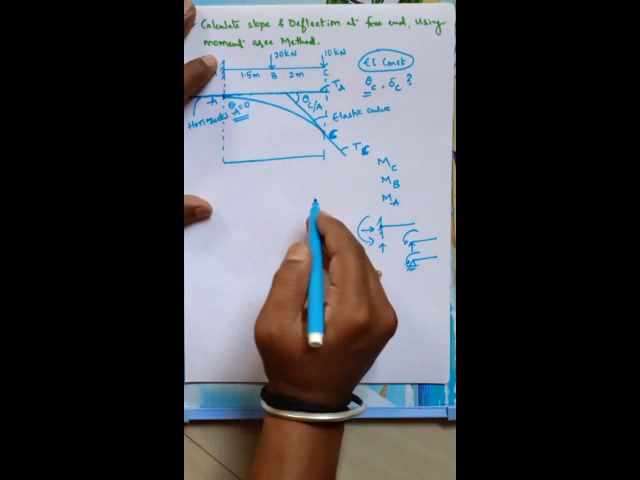 Calculate slope & Deflection at free end, Using
moment area Method.
20kN 10kN
EI Const
A 1.5m B 2m C
θc, δc ?
TA
A θA=0 θC/A
Horizontal Elastic curve
C
TC
MC
MB
MA